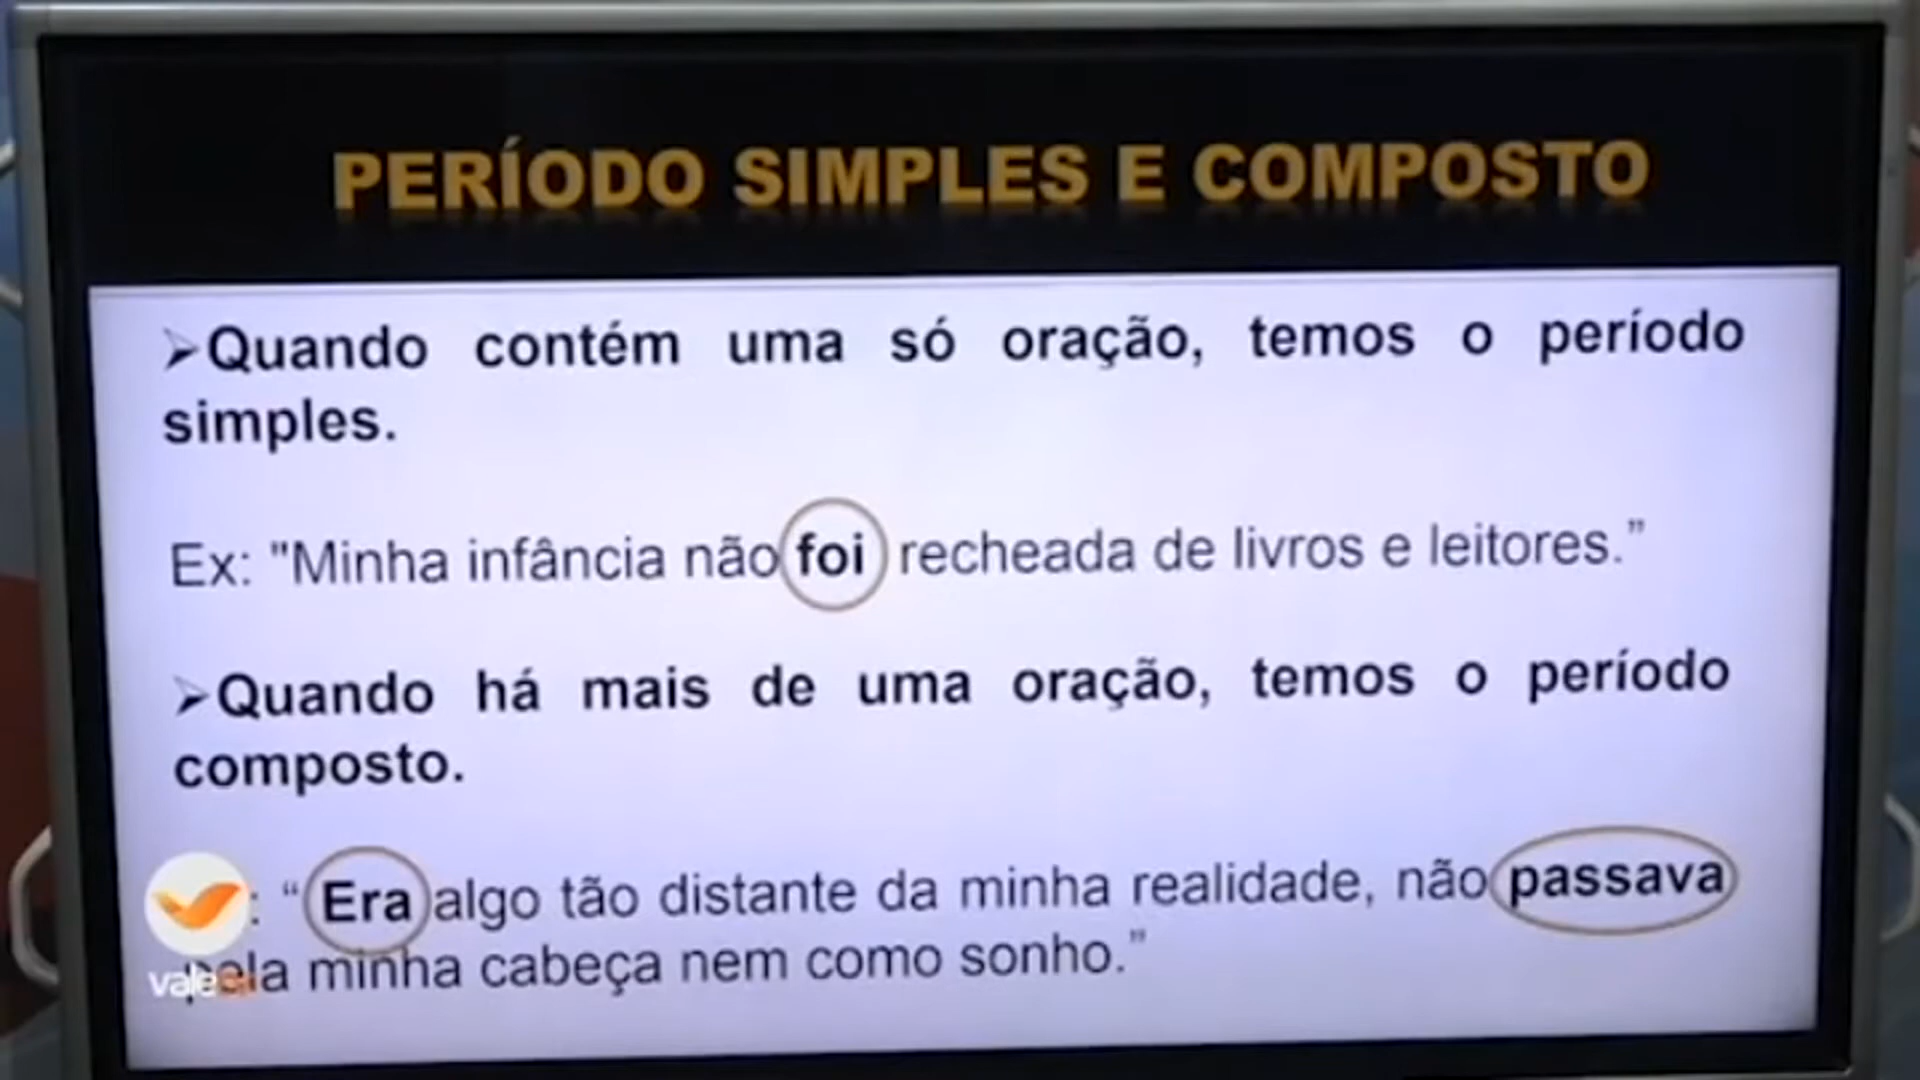 PERÍODO SIMPLES E COMPOSTO
➢Quando contém uma só oração, temos o período
simples.
Ex: "Minha infância não foi recheada de livros e leitores.”
➢Quando há mais de uma oração, temos o período
composto.
: “Era algo tão distante da minha realidade, não passava
pela minha cabeça nem como sonho.”